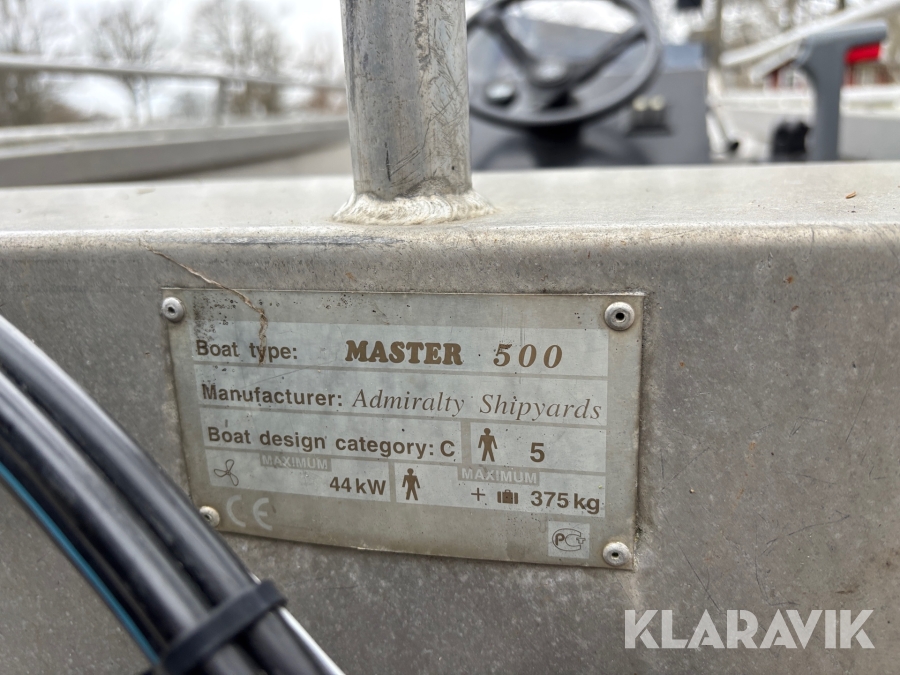 Boat type: MASTER 500
Manufacturer: Admiralty Shipyards
Boat design category: C 5
MAXIMUM 44 kW MAXIMUM + 375 kg
CE
PCT
KLARAVIK